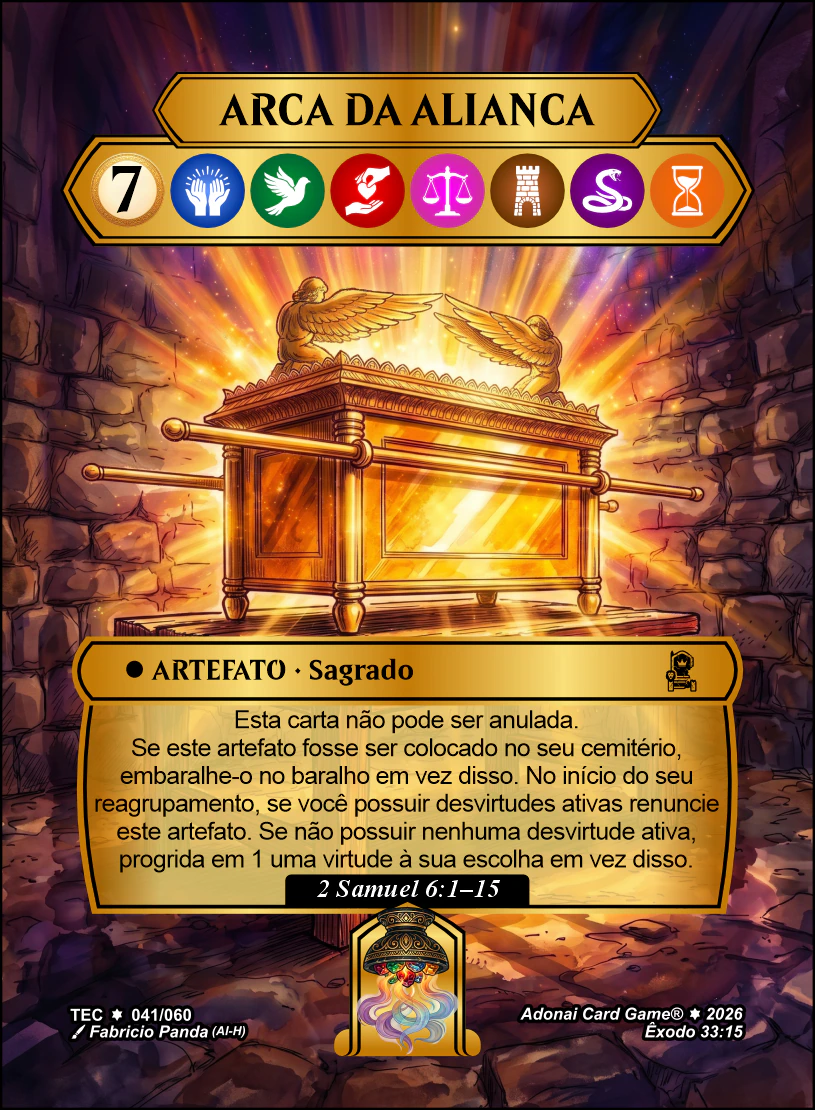 ARCA DA ALIANCA
7
● ARTEFATO · Sagrado
Esta carta não pode ser anulada.
Se este artefato fosse ser colocado no seu cemitério,
embaralhe-o no baralho em vez disso. No início do seu
reagrupamento, se você possuir desvirtudes ativas renuncie
este artefato. Se não possuir nenhuma desvirtude ativa,
progrida em 1 uma virtude à sua escolha em vez disso.
2 Samuel 6:1–15
TEC ✶ 041/060
Fabricio Panda (AI-H)
Adonai Card Game® ✶ 2026
Êxodo 33:15